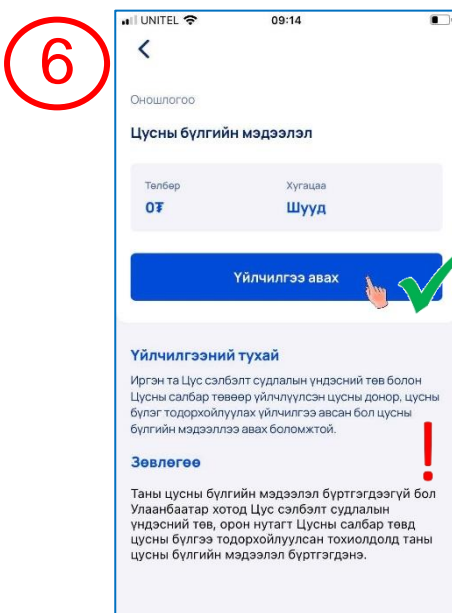 6
UNITEL 09:14
Оношлогоо
Цусны бүлгийн мэдээлэл
Төлбөр Хугацаа
0₮ Шууд
Үйлчилгээ авах
Үйлчилгээний тухай
Иргэн та Цус сэлбэлт судлалын үндэсний төв болон
Цусны салбар төвөөр үйлчлүүлсэн цусны донор, цусны
бүлэг тодорхойлуулах үйлчилгээ авсан бол цусны
бүлгийн мэдээллээ авах боломжтой.
!
Зөвлөгөө
Таны цусны бүлгийн мэдээлэл бүртгэгдээгүй бол
Улаанбаатар хотод Цус сэлбэлт судлалын
үндэсний төв, орон нутагт Цусны салбар төвд
цусны бүлгээ тодорхойлуулсан тохиолдолд таны
цусны бүлгийн мэдээлэл бүртгэгдэнэ.